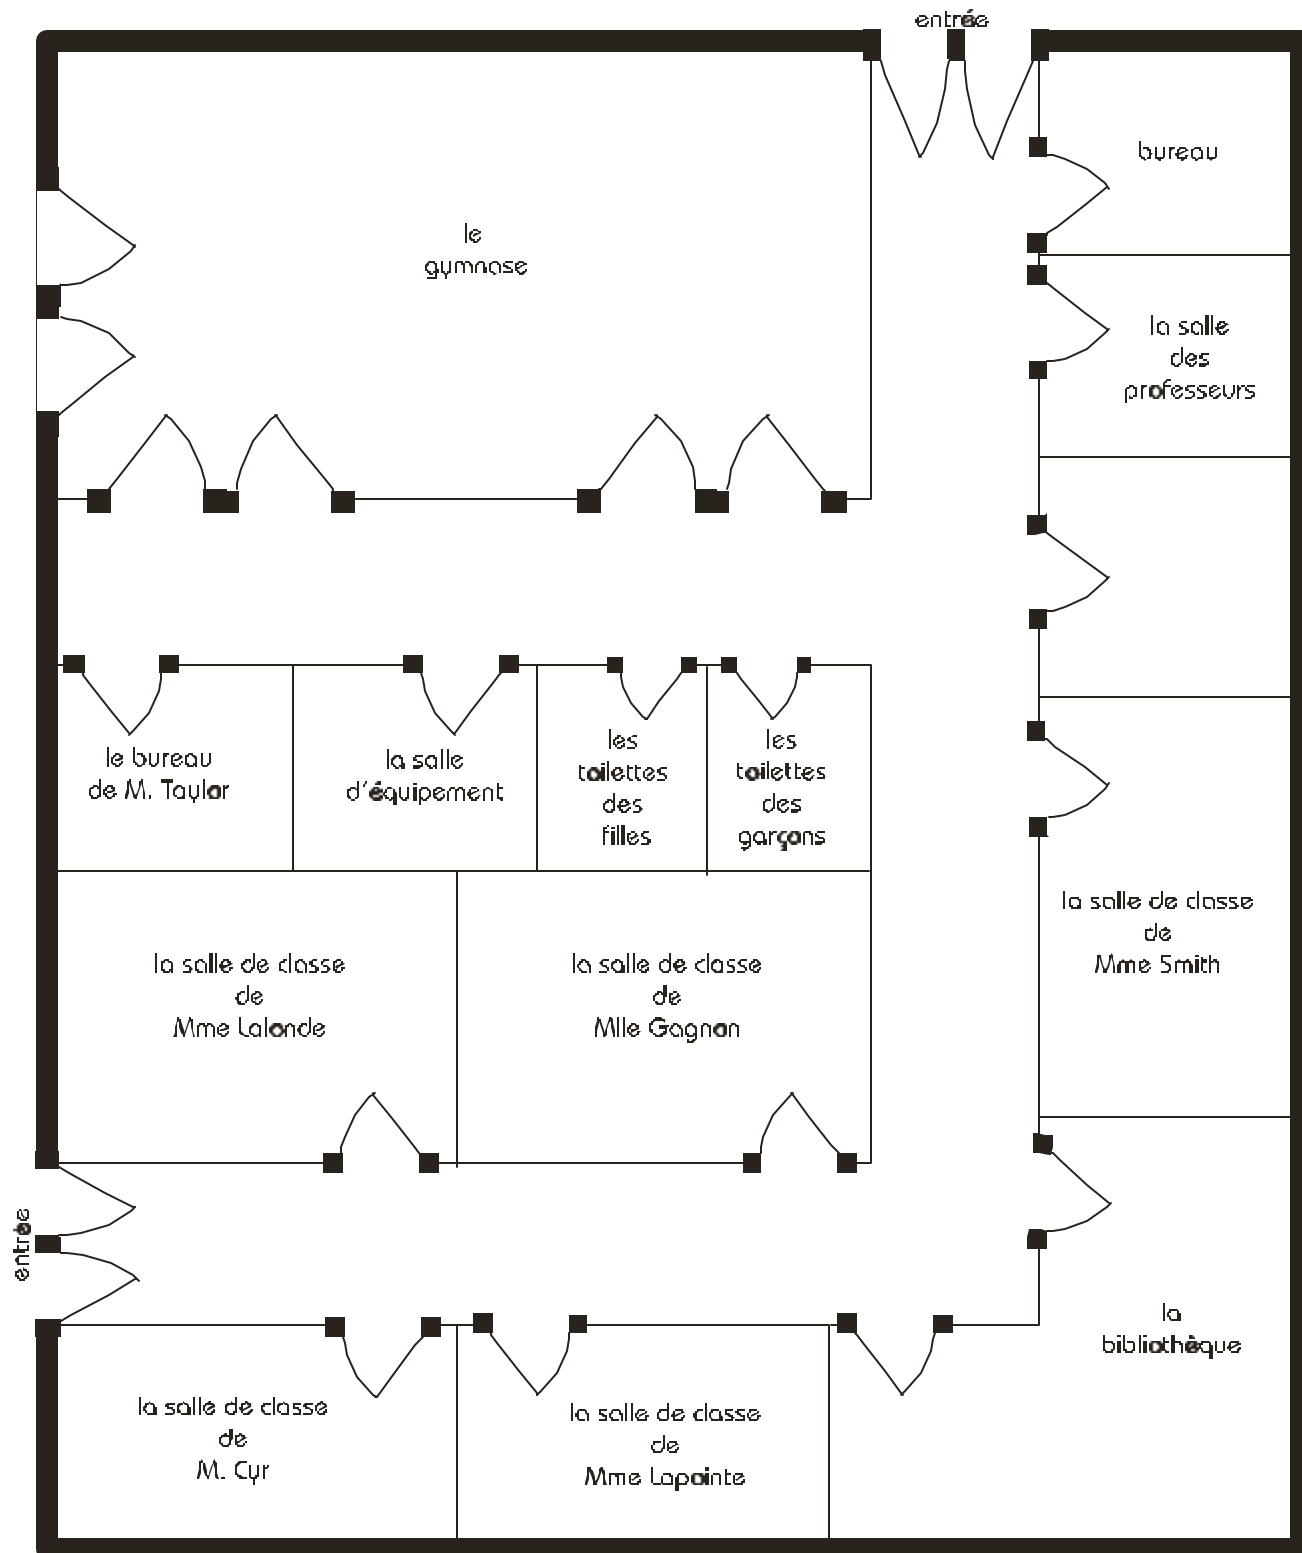 entrée
bureau
le
gymnase
la salle
des
professeurs
le bureau
de M. Taylor
la salle
d'équipement
les
toilettes
des
filles
les
toilettes
des
garçons
la salle de classe
de
Mme Smith
la salle de classe
de
Mme Lalonde
la salle de classe
de
Mlle Gagnon
entrée
la
bibliothèque
la salle de classe
de
M. Cyr
la salle de classe
de
Mme Lapointe